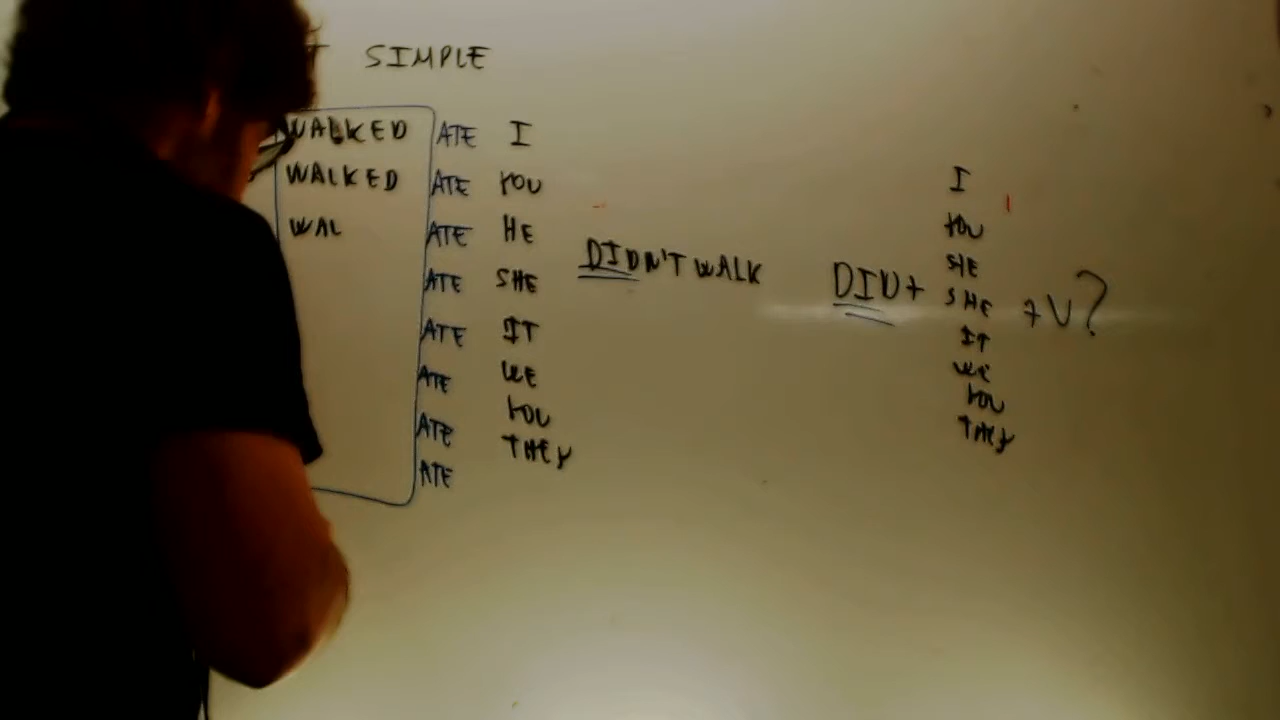 SIMPLE
WALKED ATE I
WALKED ATE YOU
WAL ATE HE
ATE SHE
ATE IT
ATE WE
ATE YOU
ATE THEY
DIDN'T WALK
DID+
I
YOU
SHE
SHE
IT
WE
YOU
THEY
+V?